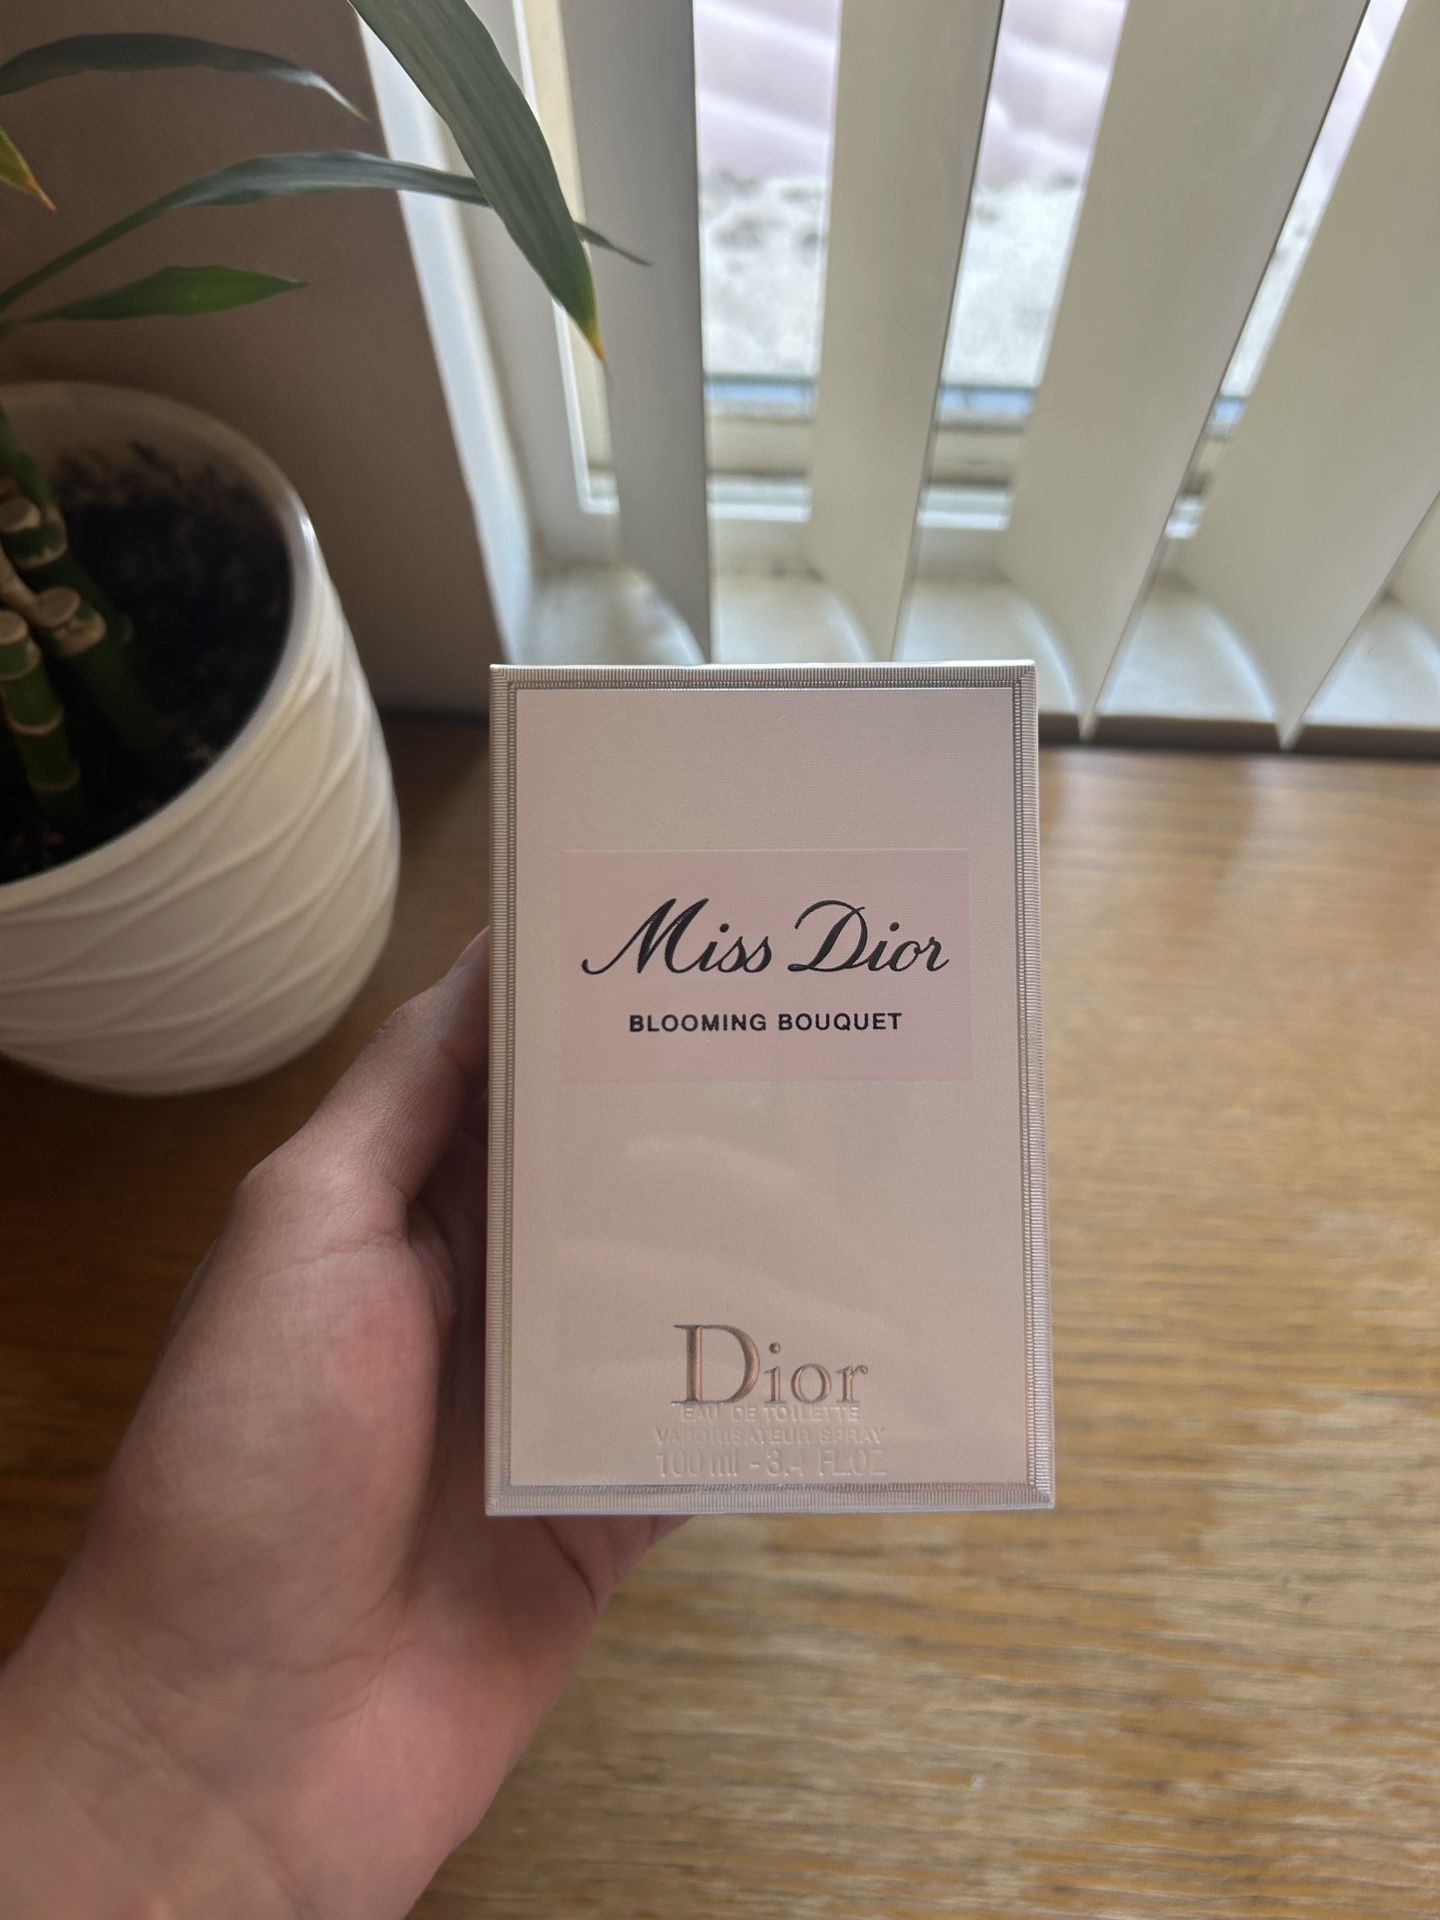 Miss Dior
BLOOMING BOUQUET
Dior
EAU DE TOILETTE
VAPORISATEUR SPRAY
100 ml - 3.4 FL.OZ